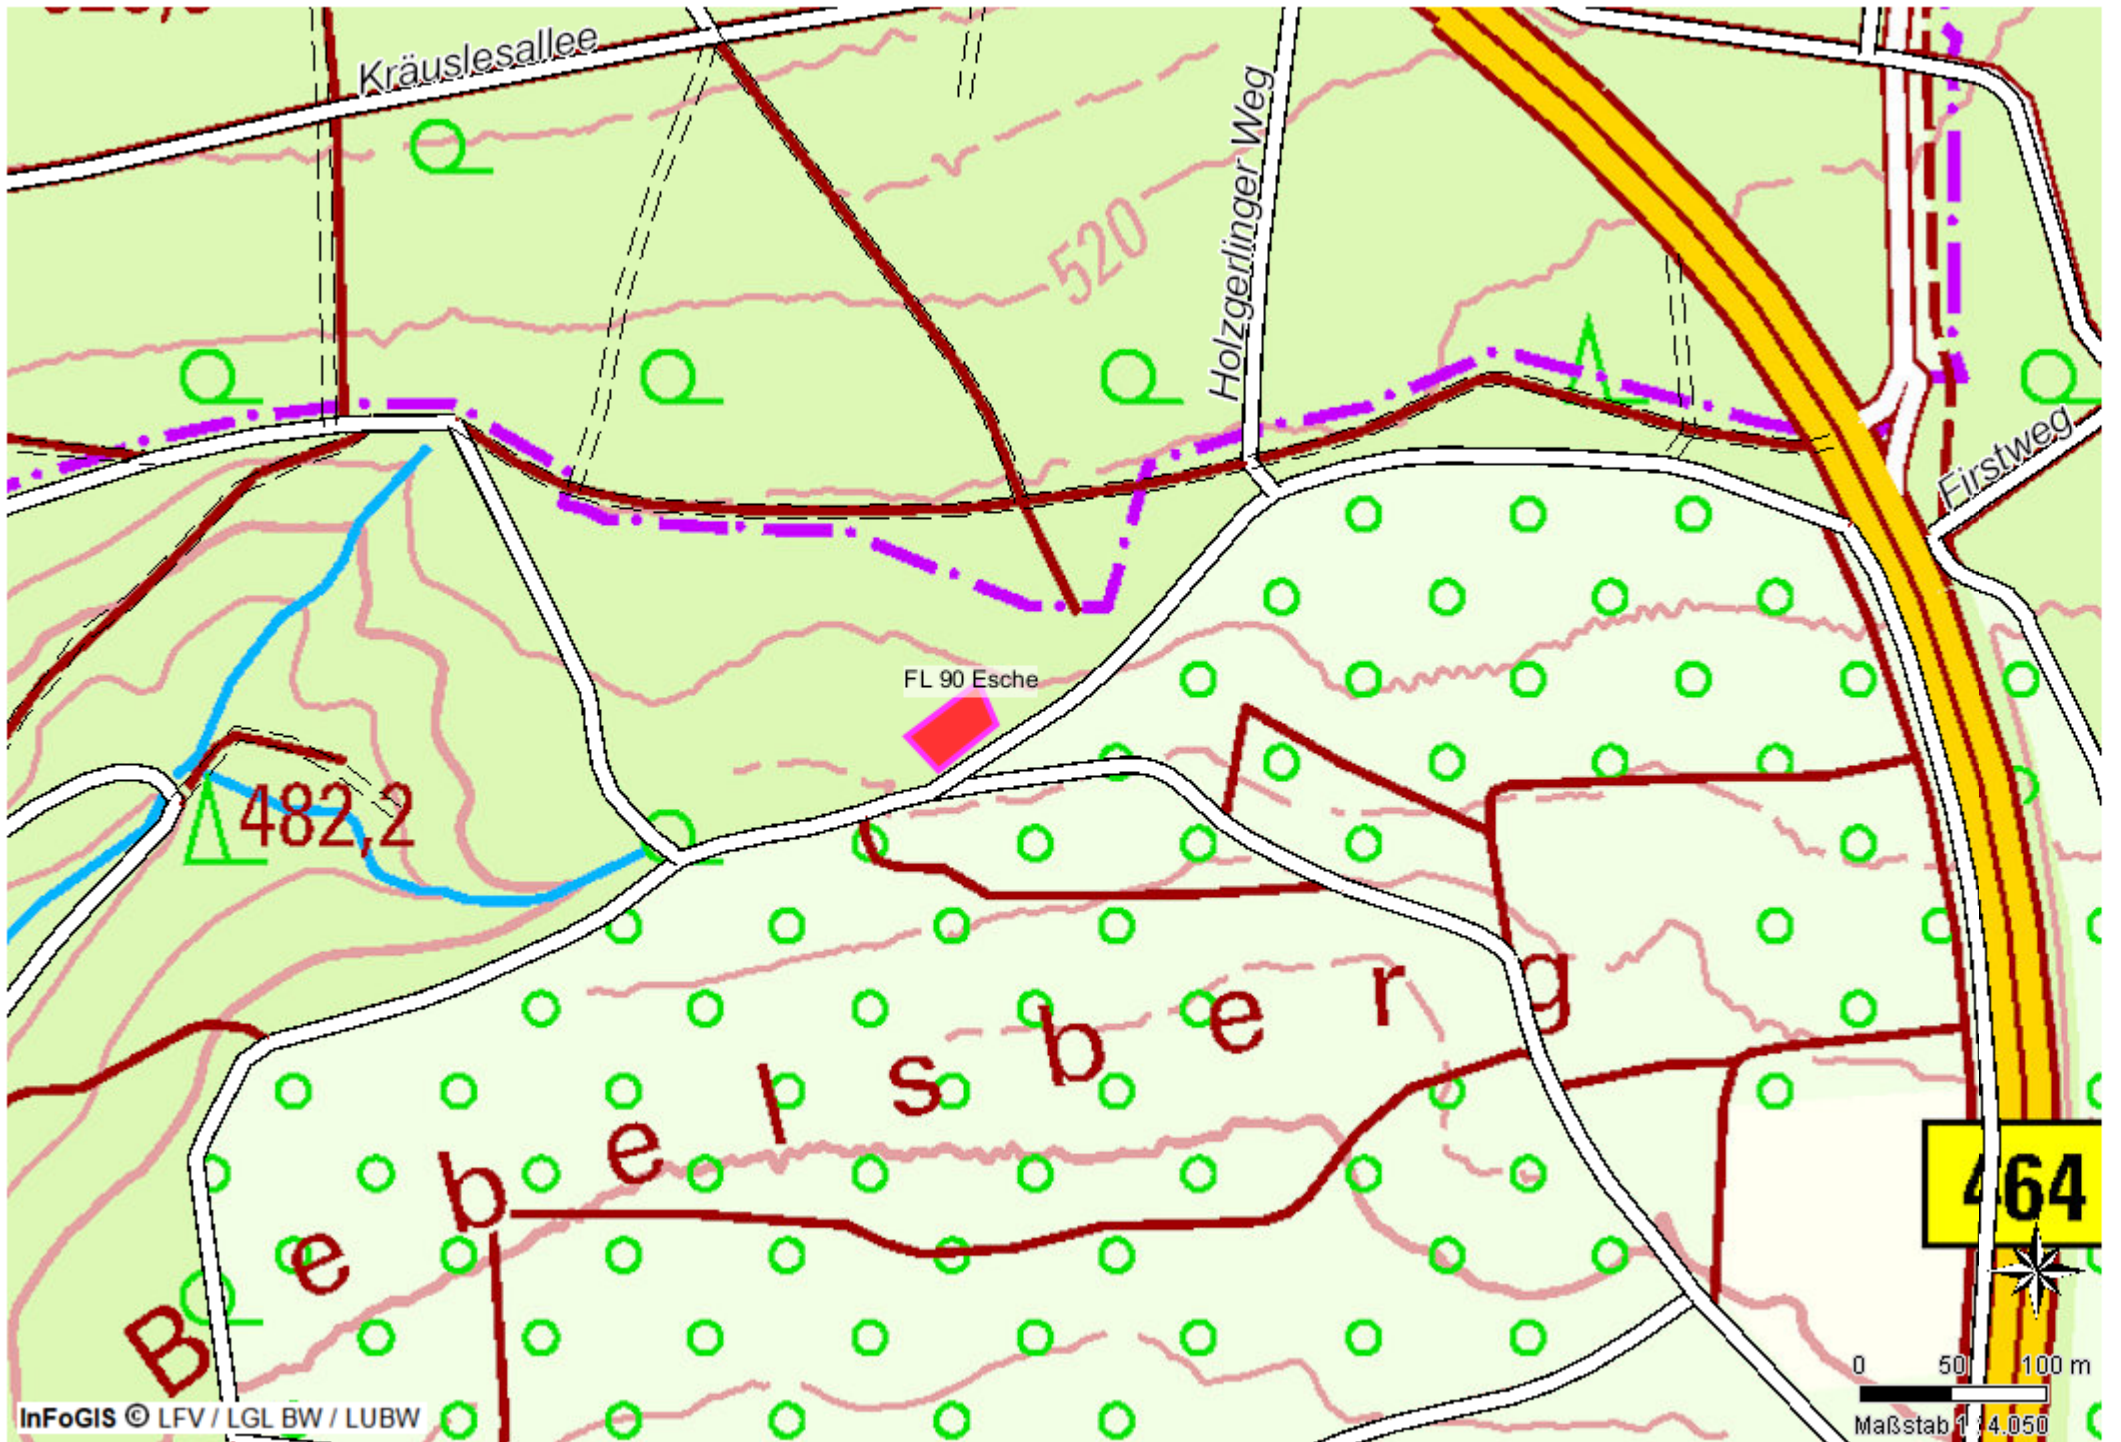 Kräuslesallee
Holzgerlinger Weg
520
Firstweg
FL 90 Esche
482,2
Bebelsberg
464
0 50 100 m
Maßstab 1 : 4.050
InFoGIS © LFV / LGL BW / LUBW